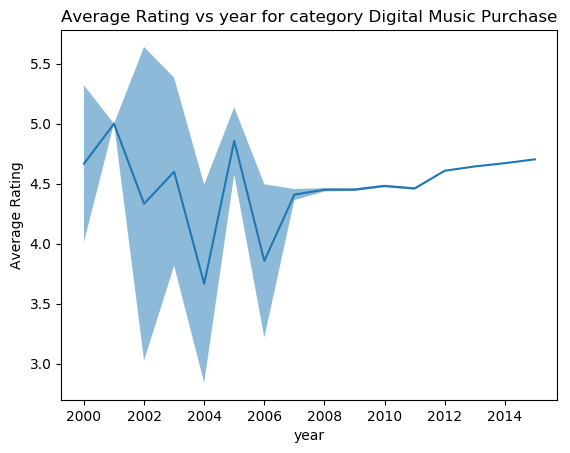 Average Rating vs year for category Digital Music Purchase
Average Rating
5.5
5.0
4.5
4.0
3.5
3.0
2000 2002 2004 2006 2008 2010 2012 2014
year